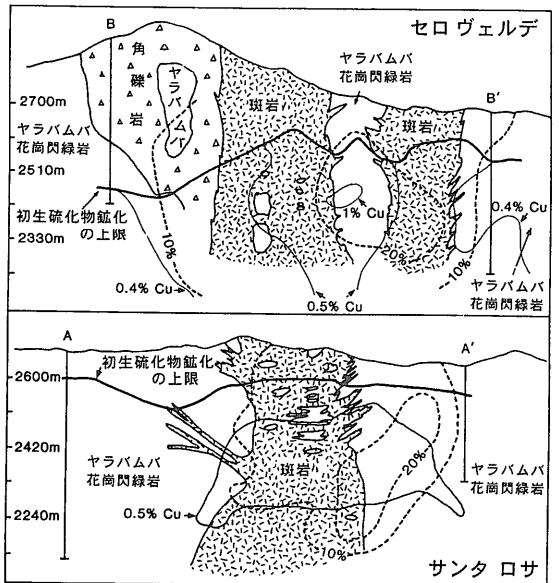 セロ ヴェルデ
B
角
礫
岩
ヤラバムバ
ヤラバムバ
花崗閃緑岩
斑岩
斑岩
B′
2700m
2510m
2330m
ヤラバムバ
花崗閃緑岩
初生硫化物鉱化
の上限
10%
0.4% Cu
1% Cu
20%
10%
0.5% Cu
0.4%
Cu
ヤラバムバ
花崗閃緑岩
A
A′
初生硫化物鉱化
の上限
2600m
2420m
2240m
ヤラバムバ
花崗閃緑岩
斑岩
20%
10%
0.5% Cu
ヤラバムバ
花崗閃緑岩
サンタ ロサ